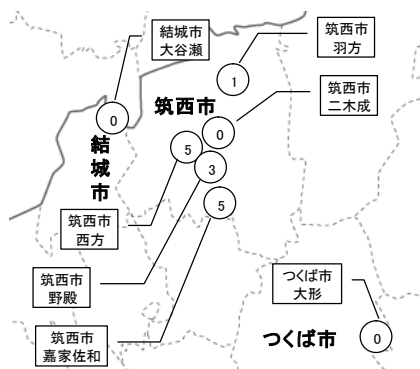 結城市
大谷瀬
筑西市
羽方
筑西市
二木成
1
筑西市
0
0
結城市
5
3
5
筑西市
西方
筑西市
野殿
つくば市
大形
筑西市
嘉家佐和
つくば市
0